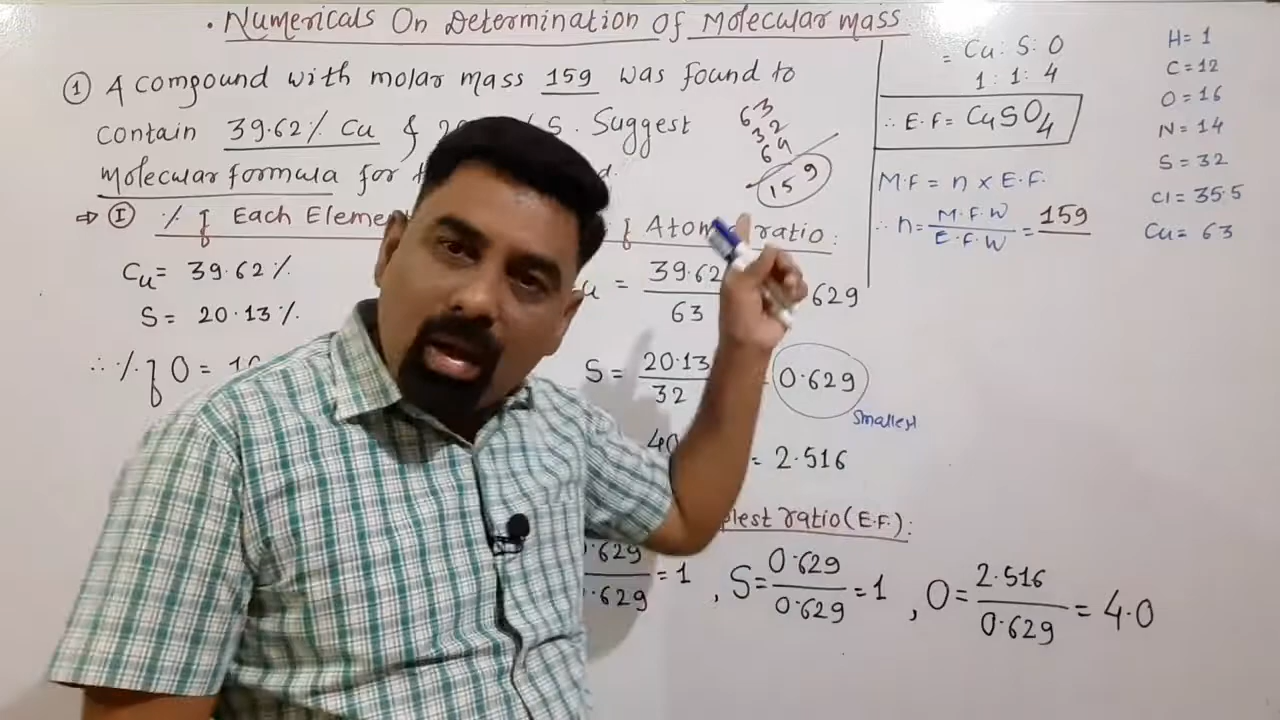 • Numericals On Determination Of Molecular mass
① A compound with molar mass 159 was found to
contain 39.62% Cu & S. Suggest
molecular formula for
⇒ Ⅰ % of Each Element
Cu = 39.62%
S = 20.13%
∴ % of O =
of Atomic ratio:
= 39.62 / 63 629
S = 20.13 / 32 = 0.629
smallest
= 2.516
ratio (E.F):
0.629 / 0.629 = 1 , S = 0.629 / 0.629 = 1 , O = 2.516 / 0.629 = 4.0
63
32
64
159
= Cu : S : O
1 : 1 : 4
∴ E.F = CuSO4
M.F = n × E.F.
∴ n = M.F.W / E.F.W = 159
H = 1
C = 12
O = 16
N = 14
S = 32
Cl = 35.5
Cu = 63